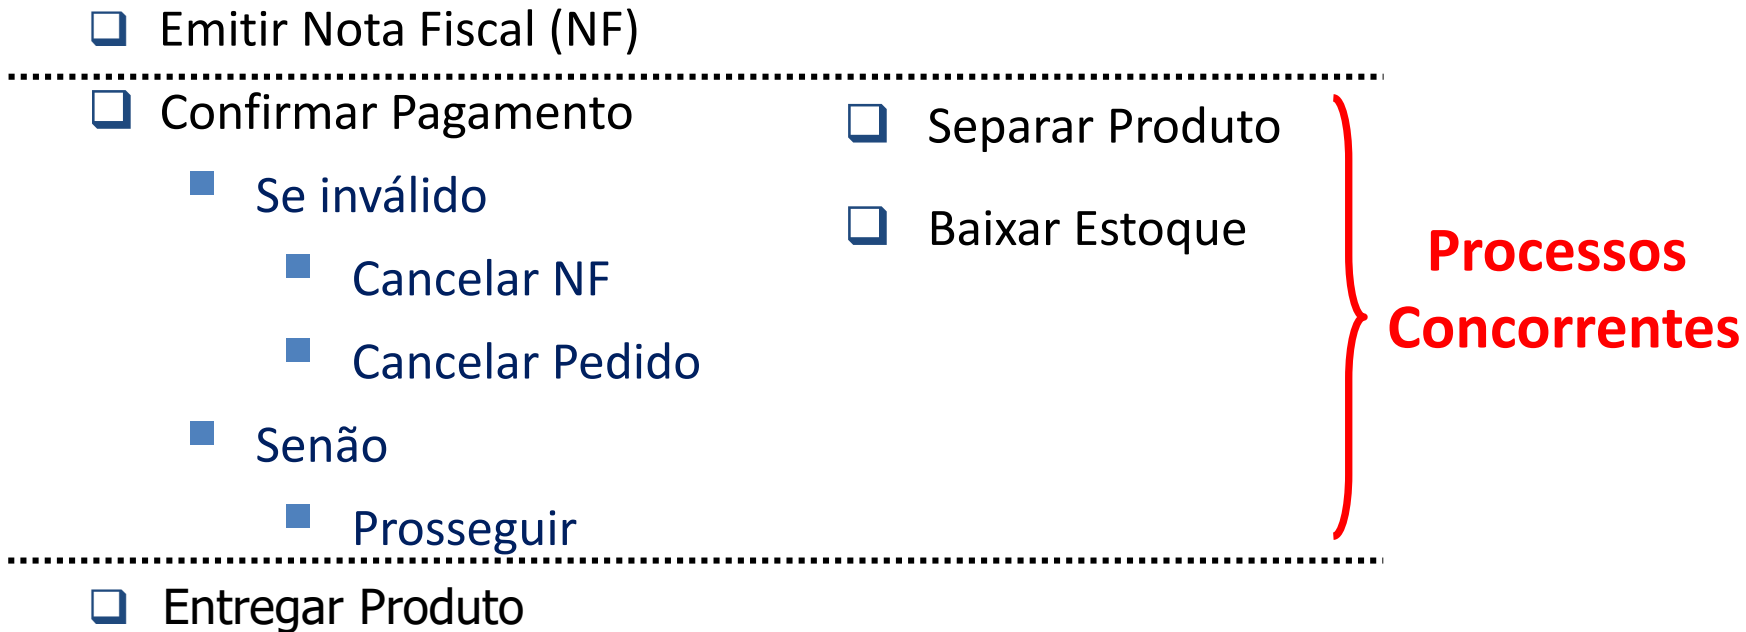 Emitir Nota Fiscal (NF)
Confirmar Pagamento
Se inválido
Cancelar NF
Cancelar Pedido
Senão
Prosseguir
Separar Produto
Baixar Estoque
Processos
Concorrentes
Entregar Produto